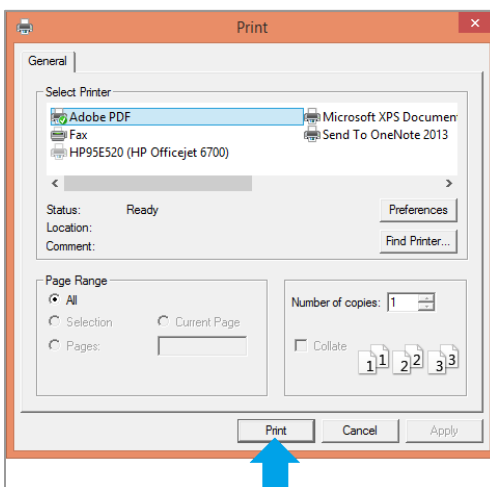 Print
General
Select Printer
Adobe PDF
Microsoft XPS Documen
Fax
Send To OneNote 2013
HP95E520 (HP Officejet 6700)
Status: Ready
Preferences
Location:
Comment:
Find Printer...
Page Range
All
Number of copies: 1
Selection
Current Page
Pages:
Collate
1 1 2 2 3 3
Print
Cancel
Apply